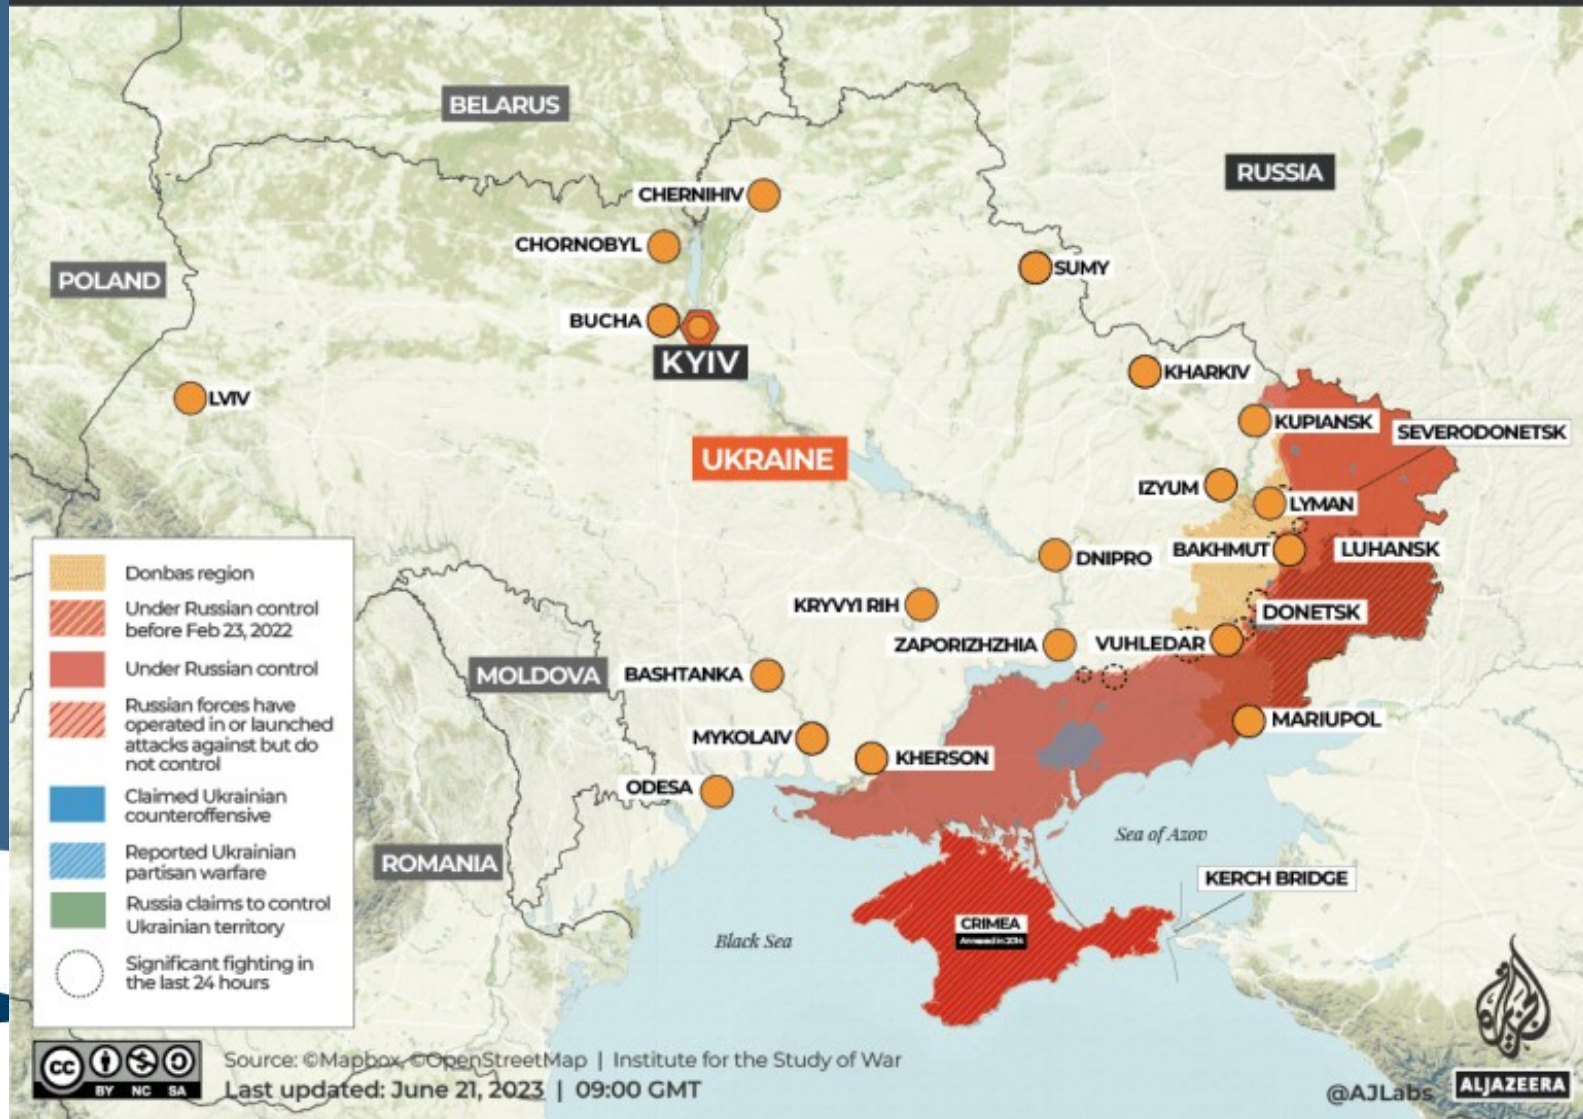 BELARUS
RUSSIA
CHERNIHIV
CHORNOBYL
SUMY
POLAND
BUCHA
KYIV
KHARKIV
LVIV
KUPIANSK
SEVERODONETSK
UKRAINE
IZYUM
LYMAN
BAKHMUT
LUHANSK
DNIPRO
KRYVYI RIH
DONETSK
ZAPORIZHZHIA
VUHLEDAR
MOLDOVA
BASHTANKA
MARIUPOL
MYKOLAIV
KHERSON
ODESA
Sea of Azov
ROMANIA
KERCH BRIDGE
CRIMEA
Annexed in 2014
Black Sea
Donbas region
Under Russian control
before Feb 23, 2022
Under Russian control
Russian forces have
operated in or launched
attacks against but do
not control
Claimed Ukrainian
counteroffensive
Reported Ukrainian
partisan warfare
Russia claims to control
Ukrainian territory
Significant fighting in
the last 24 hours
cc
BY NC SA
Source: ©Mapbox, ©OpenStreetMap | Institute for the Study of War
Last updated: June 21, 2023 | 09:00 GMT
@AJLabs
الجزيرة
ALJAZEERA